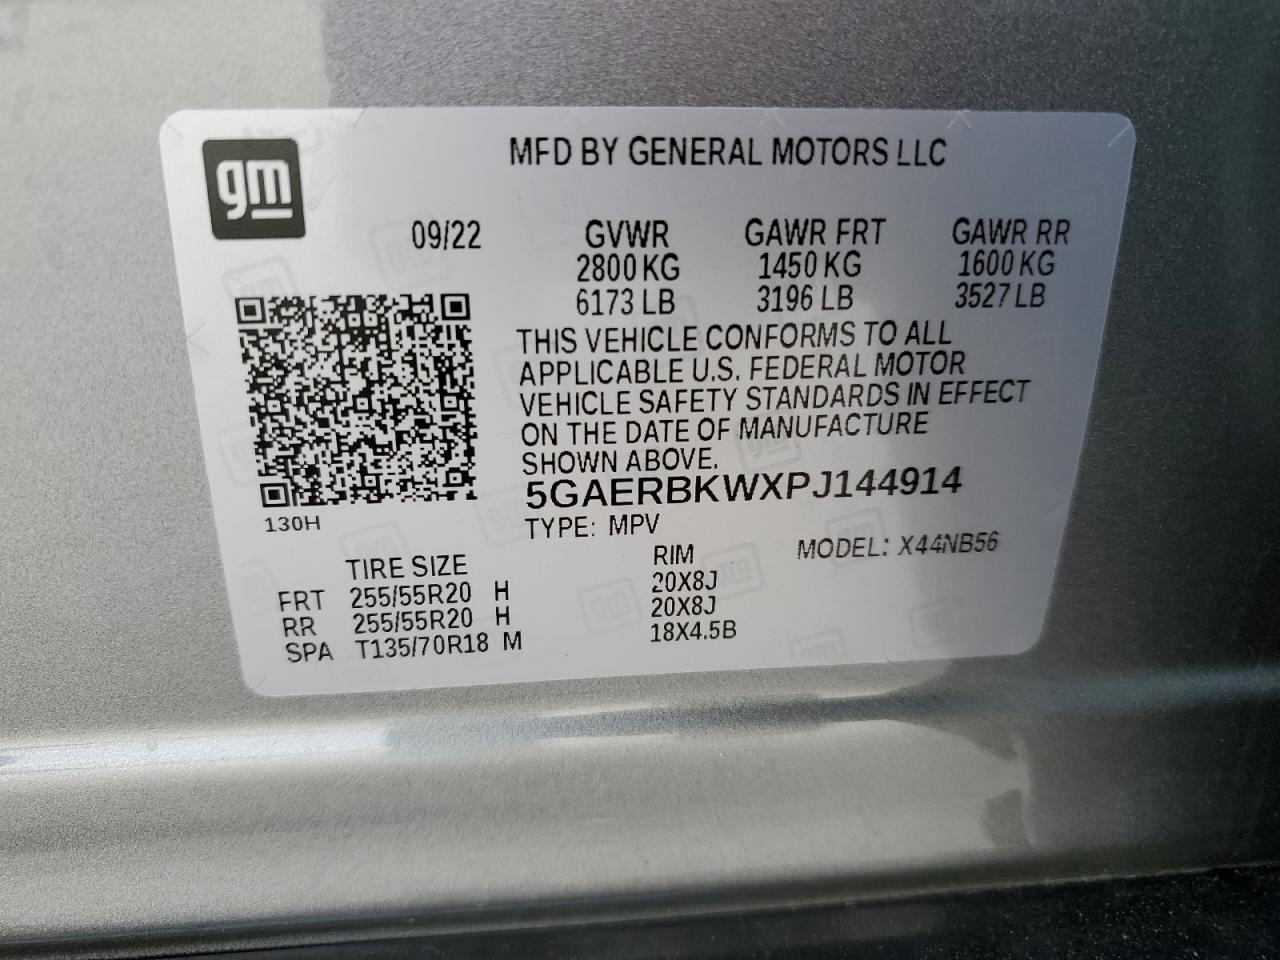 gm
MFD BY GENERAL MOTORS LLC
09/22
GVWR GAWR FRT GAWR RR
2800 KG 1450 KG 1600 KG
6173 LB 3196 LB 3527 LB
THIS VEHICLE CONFORMS TO ALL
APPLICABLE U.S. FEDERAL MOTOR
VEHICLE SAFETY STANDARDS IN EFFECT
ON THE DATE OF MANUFACTURE
SHOWN ABOVE.
5GAERBKWXPJ144914
130H
TYPE: MPV
MODEL: X44NB56
TIRE SIZE RIM
FRT 255/55R20 H 20X8J
RR 255/55R20 H 20X8J
SPA T135/70R18 M 18X4.5B